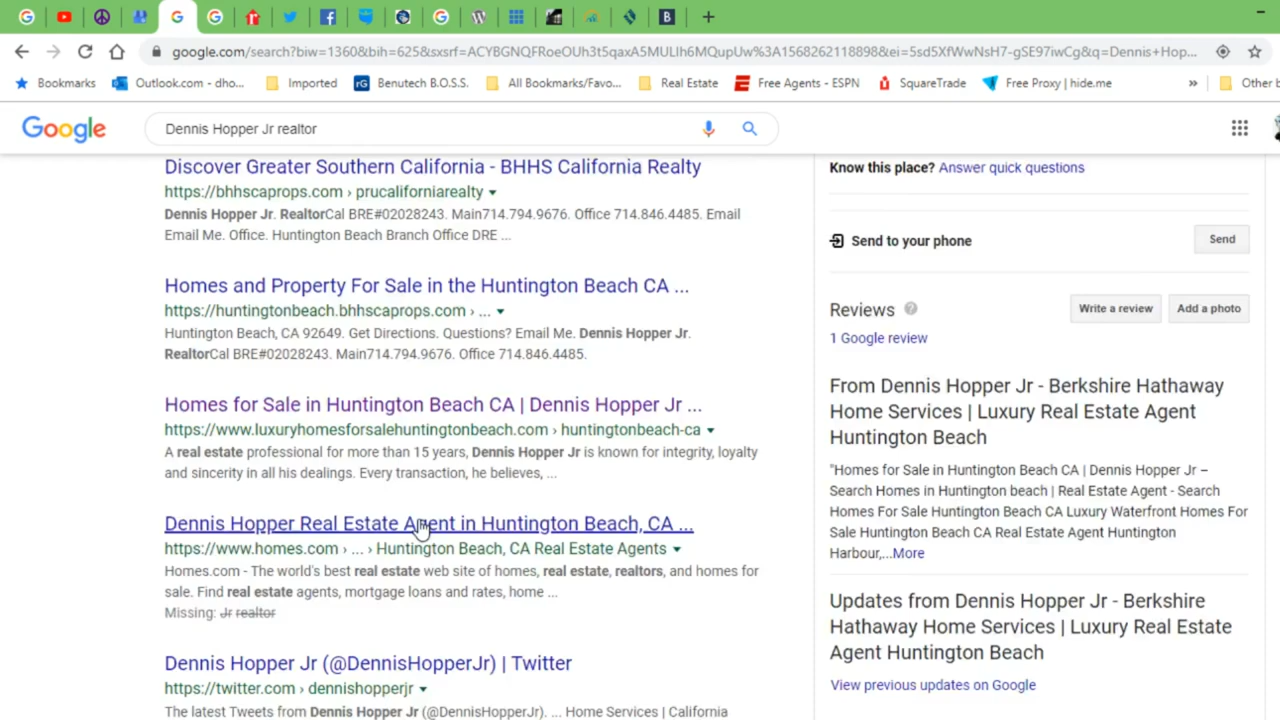 B
google.com/search?biw=1360&bih=625&sxsrf=ACYBGNQFRoeOUh3t5qaxA5MULIh6MQupUw%3A1568262118898&ei=5sd5XfWwNsH7-gSE97iwCg&q=Dennis+Hop...
Bookmarks Outlook.com - dho... Imported rG Benutech B.O.S.S. All Bookmarks/Favo... Real Estate Free Agents - ESPN SquareTrade Free Proxy | hide.me » Other b
Google Dennis Hopper Jr realtor
Discover Greater Southern California - BHHS California Realty
https://bhhscaprops.com › prucaliforniarealty
Dennis Hopper Jr. RealtorCal BRE#02028243. Main714.794.9676. Office 714.846.4485. Email
Email Me. Office. Huntington Beach Branch Office DRE ...
Homes and Property For Sale in the Huntington Beach CA ...
https://huntingtonbeach.bhhscaprops.com › ...
Huntington Beach, CA 92649. Get Directions. Questions? Email Me. Dennis Hopper Jr.
RealtorCal BRE#02028243. Main714.794.9676. Office 714.846.4485.
Homes for Sale in Huntington Beach CA | Dennis Hopper Jr ...
https://www.luxuryhomesforsalehuntingtonbeach.com › huntingtonbeach-ca
A real estate professional for more than 15 years, Dennis Hopper Jr is known for integrity, loyalty
and sincerity in all his dealings. Every transaction, he believes, ...
Dennis Hopper Real Estate Agent in Huntington Beach, CA ...
https://www.homes.com › ... › Huntington Beach, CA Real Estate Agents
Homes.com - The world's best real estate web site of homes, real estate, realtors, and homes for
sale. Find real estate agents, mortgage loans and rates, home ...
Missing: Jr realtor
Dennis Hopper Jr (@DennisHopperJr) | Twitter
https://twitter.com › dennishopperjr
The latest Tweets from Dennis Hopper Jr (@DennisHopperJr). ... Home Services | California
Know this place? Answer quick questions
Send to your phone Send
Reviews ? Write a review Add a photo
1 Google review
From Dennis Hopper Jr - Berkshire Hathaway
Home Services | Luxury Real Estate Agent
Huntington Beach
"Homes for Sale in Huntington Beach CA | Dennis Hopper Jr –
Search Homes in Huntington beach | Real Estate Agent - Search
Homes For Sale Huntington Beach CA Luxury Waterfront Homes For
Sale Huntington Beach CA Real Estate Agent Huntington
Harbour,...More
Updates from Dennis Hopper Jr - Berkshire
Hathaway Home Services | Luxury Real Estate
Agent Huntington Beach
View previous updates on Google